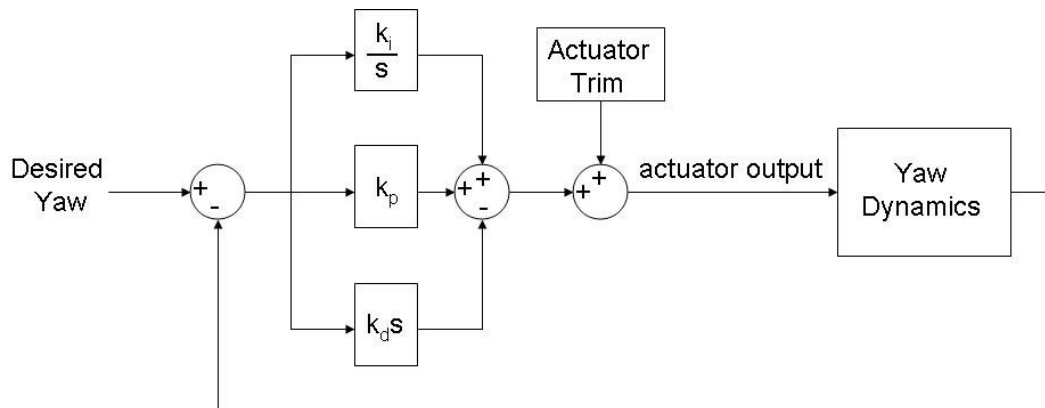 k_i
s
Actuator
Trim
Desired
Yaw
+
-
k_p
+
+
-
+
+
actuator output
Yaw
Dynamics
k_d s